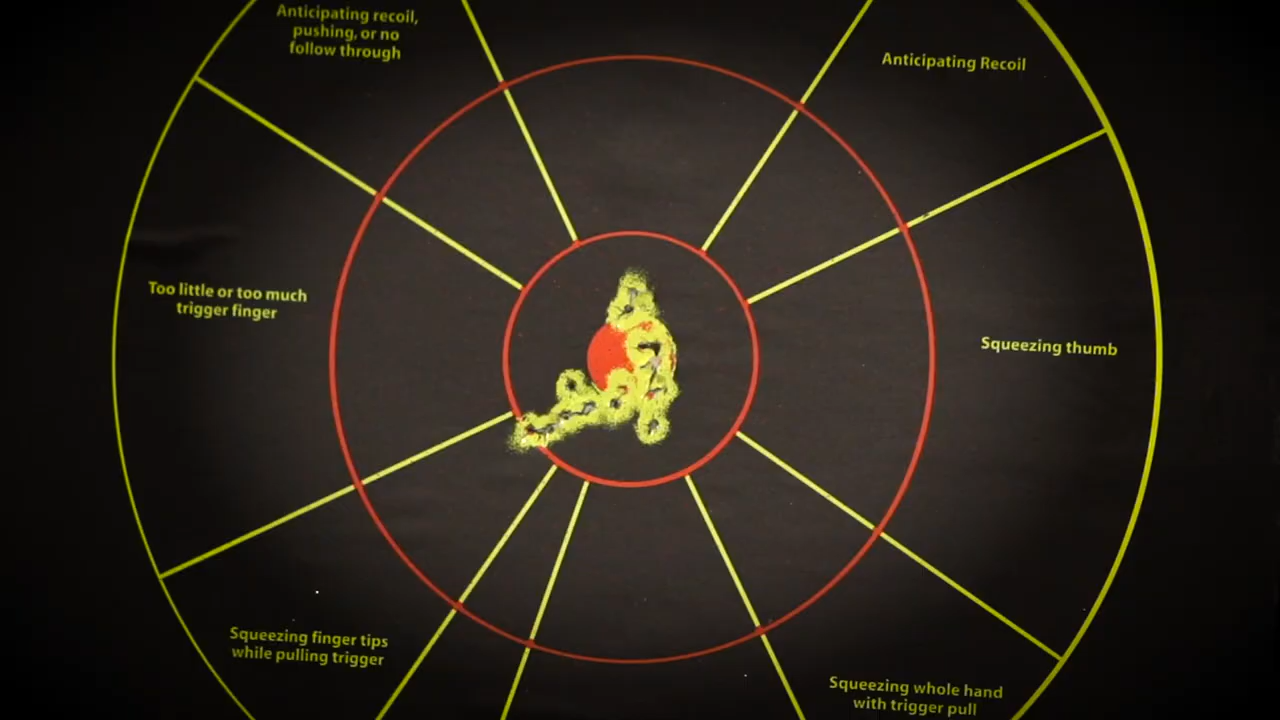 Anticipating recoil,
pushing, or no
follow through
Anticipating Recoil
Too little or too much
trigger finger
Squeezing thumb
Squeezing finger tips
while pulling trigger
Squeezing whole hand
with trigger pull